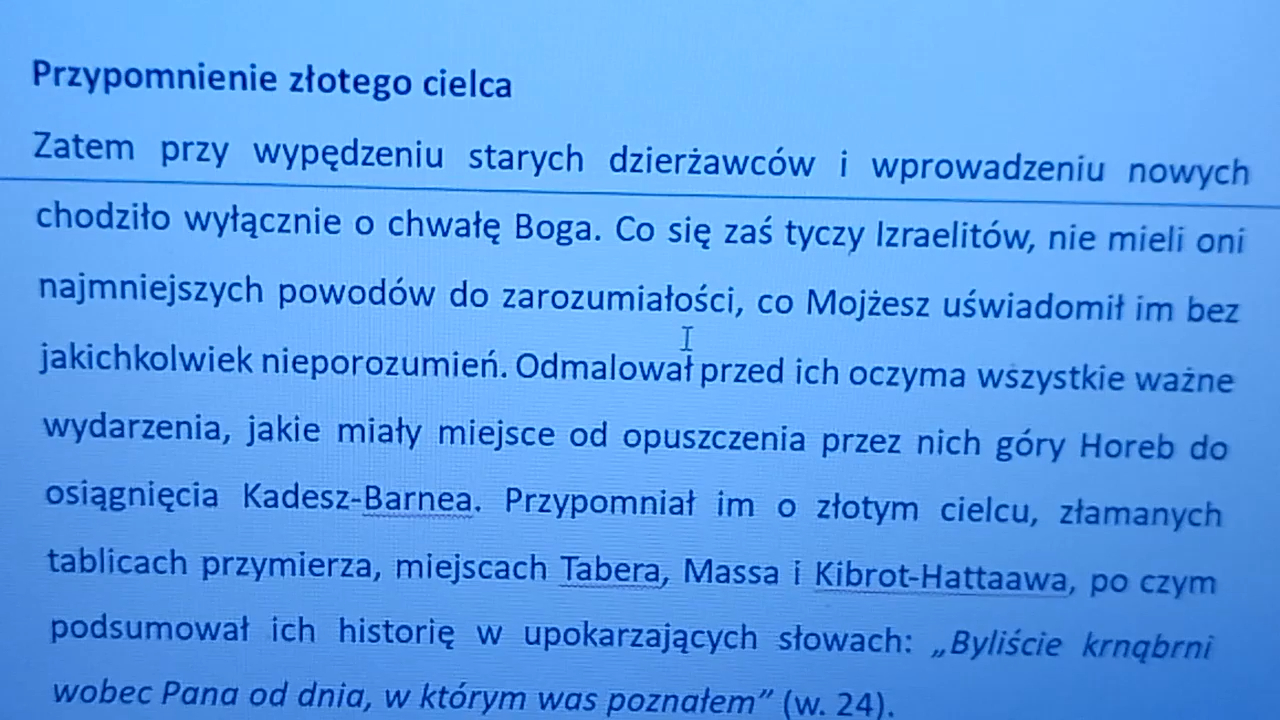 Przypomnienie złotego cielca
Zatem przy wypędzeniu starych dzierżawców i wprowadzeniu nowych
chodziło wyłącznie o chwałę Boga. Co się zaś tyczy Izraelitów, nie mieli oni
najmniejszych powodów do zarozumiałości, co Mojżesz uświadomił im bez
jakichkolwiek nieporozumień. Odmalował przed ich oczyma wszystkie ważne
wydarzenia, jakie miały miejsce od opuszczenia przez nich góry Horeb do
osiągnięcia Kadesz-Barnea. Przypomniał im o złotym cielcu, złamanych
tablicach przymierza, miejscach Tabera, Massa i Kibrot-Hattaawa, po czym
podsumował ich historię w upokarzających słowach: „Byliście krnąbrni
wobec Pana od dnia, w którym was poznałem” (w. 24).